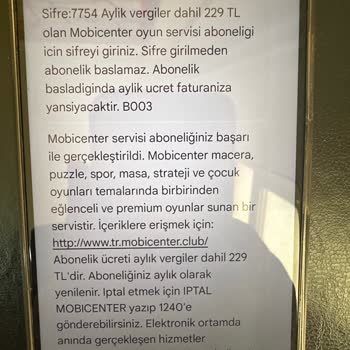 Sifre:7754 Aylik vergiler dahil 229 TL
olan Mobicenter oyun servisi aboneligi
icin sifreyi giriniz. Sifre girilmeden
abonelik baslamaz. Abonelik
basladiginda aylik ucret faturaniza
yansiyacaktir. B003
Mobicenter servisi aboneliğiniz başarı
ile gerçekleştirildi. Mobicenter macera,
puzzle, spor, masa, strateji ve çocuk
oyunları temalarında birbirinden
eğlenceli ve premium oyunlar sunan bir
servistir. İçeriklere erişmek için:
http://www.tr.mobicenter.club/
Abonelik ücreti aylık vergiler dahil 229
TL'dir. Aboneliğiniz aylık olarak
yenilenir. Iptal etmek için IPTAL
MOBICENTER yazıp 1240'e
gönderebilirsiniz. Elektronik ortamda
anında gerçekleşen hizmetler